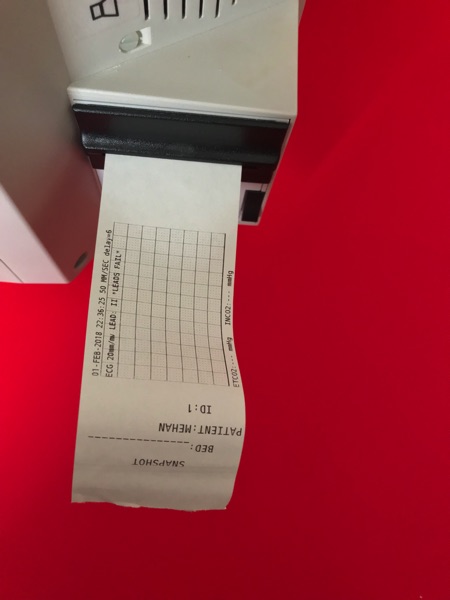 SNAPSHOT
BED:
PATIENT:MEHAN
ID:1
01-FEB-2018 22:36:25 50 MM/SEC delay=6
ECG 20mm/mv LEAD: II *LEADS FAIL*
ETCO2:--- mmHg INCO2:--- mmHg